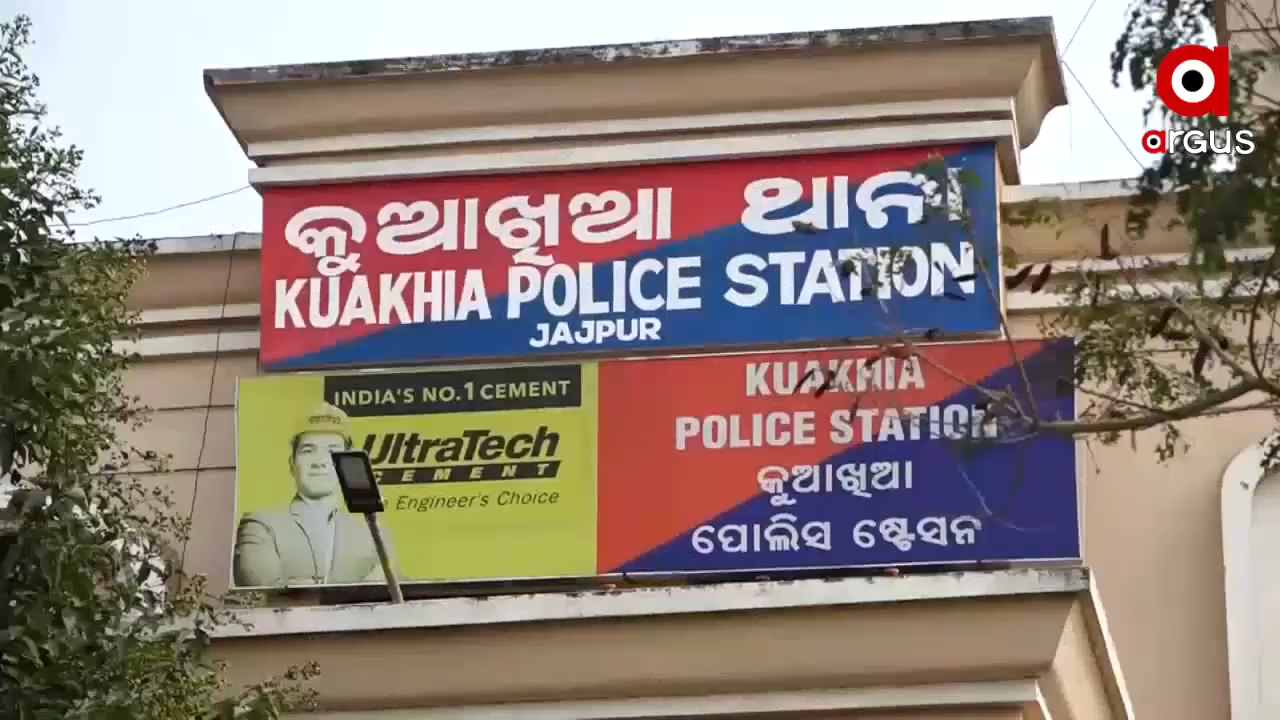 argus
କୁଆଖିଆ ଥାନା
KUAKHIA POLICE STATION
JAJPUR
INDIA'S NO.1 CEMENT
UltraTech
CEMENT
Engineer's Choice
KUAKHIA
POLICE STATION
କୁଆଖିଆ
ପୋଲିସ ଷ୍ଟେସନ